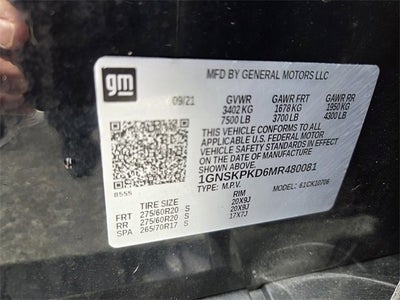 gm
MFD BY GENERAL MOTORS LLC
09/21 GVWR GAWR FRT GAWR RR
3402 KG 1678 KG 1950 KG
7500 LB 3700 LB 4300 LB
THIS VEHICLE CONFORMS TO ALL
APPLICABLE U.S. FEDERAL MOTOR
VEHICLE SAFETY STANDARDS IN EFFECT
ON THE DATE OF MANUFACTURE
SHOWN ABOVE.
1GNSKPKD6MR480081
TYPE: M.P.V. MODEL: 61CK10706
TIRE SIZE RIM
FRT 275/60R20 S 20X9J
RR 275/60R20 S 20X9J
SPA 265/70R17 S 17X7J